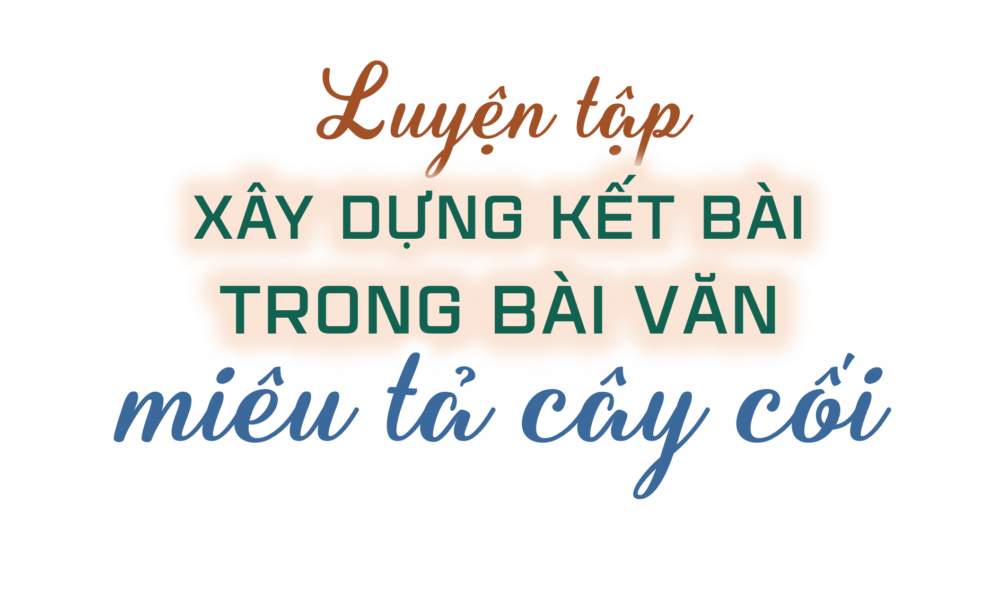 Luyện tập
XÂY DỰNG KẾT BÀI
TRONG BÀI VĂN
miêu tả cây cối